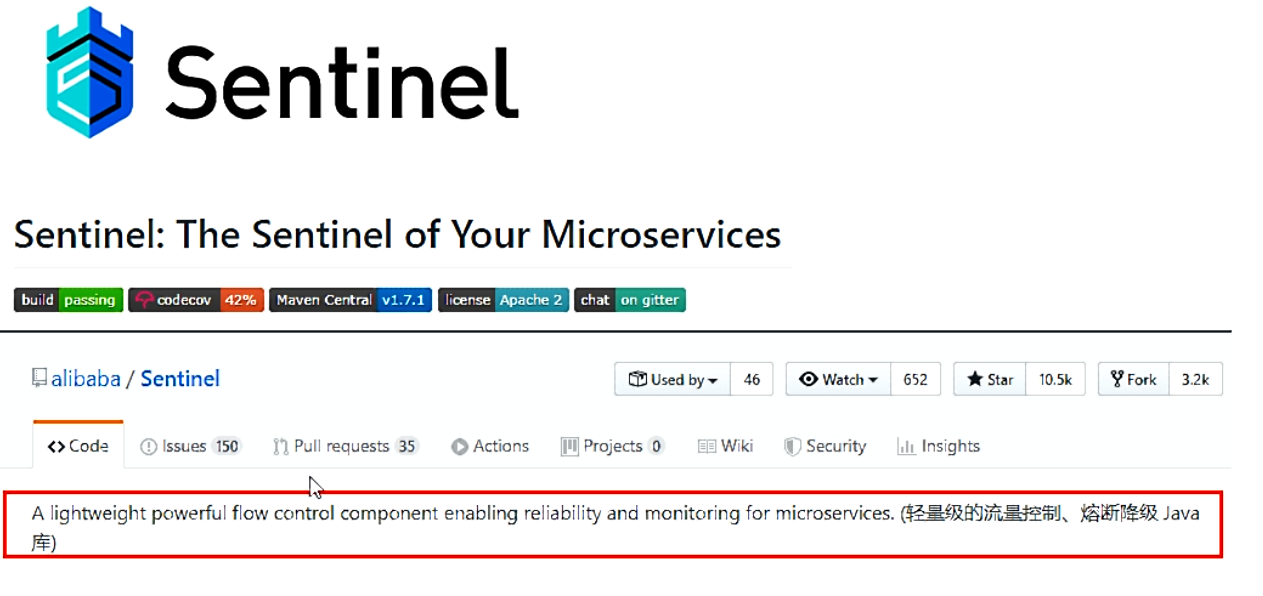 Sentinel
Sentinel: The Sentinel of Your Microservices
build passing codecov 42% Maven Central v1.7.1 license Apache 2 chat on gitter
alibaba / Sentinel Used by 46 Watch 652 Star 10.5k Fork 3.2k
Code Issues 150 Pull requests 35 Actions Projects 0 Wiki Security Insights
A lightweight powerful flow control component enabling reliability and monitoring for microservices. (轻量级的流量控制、熔断降级 Java
库)